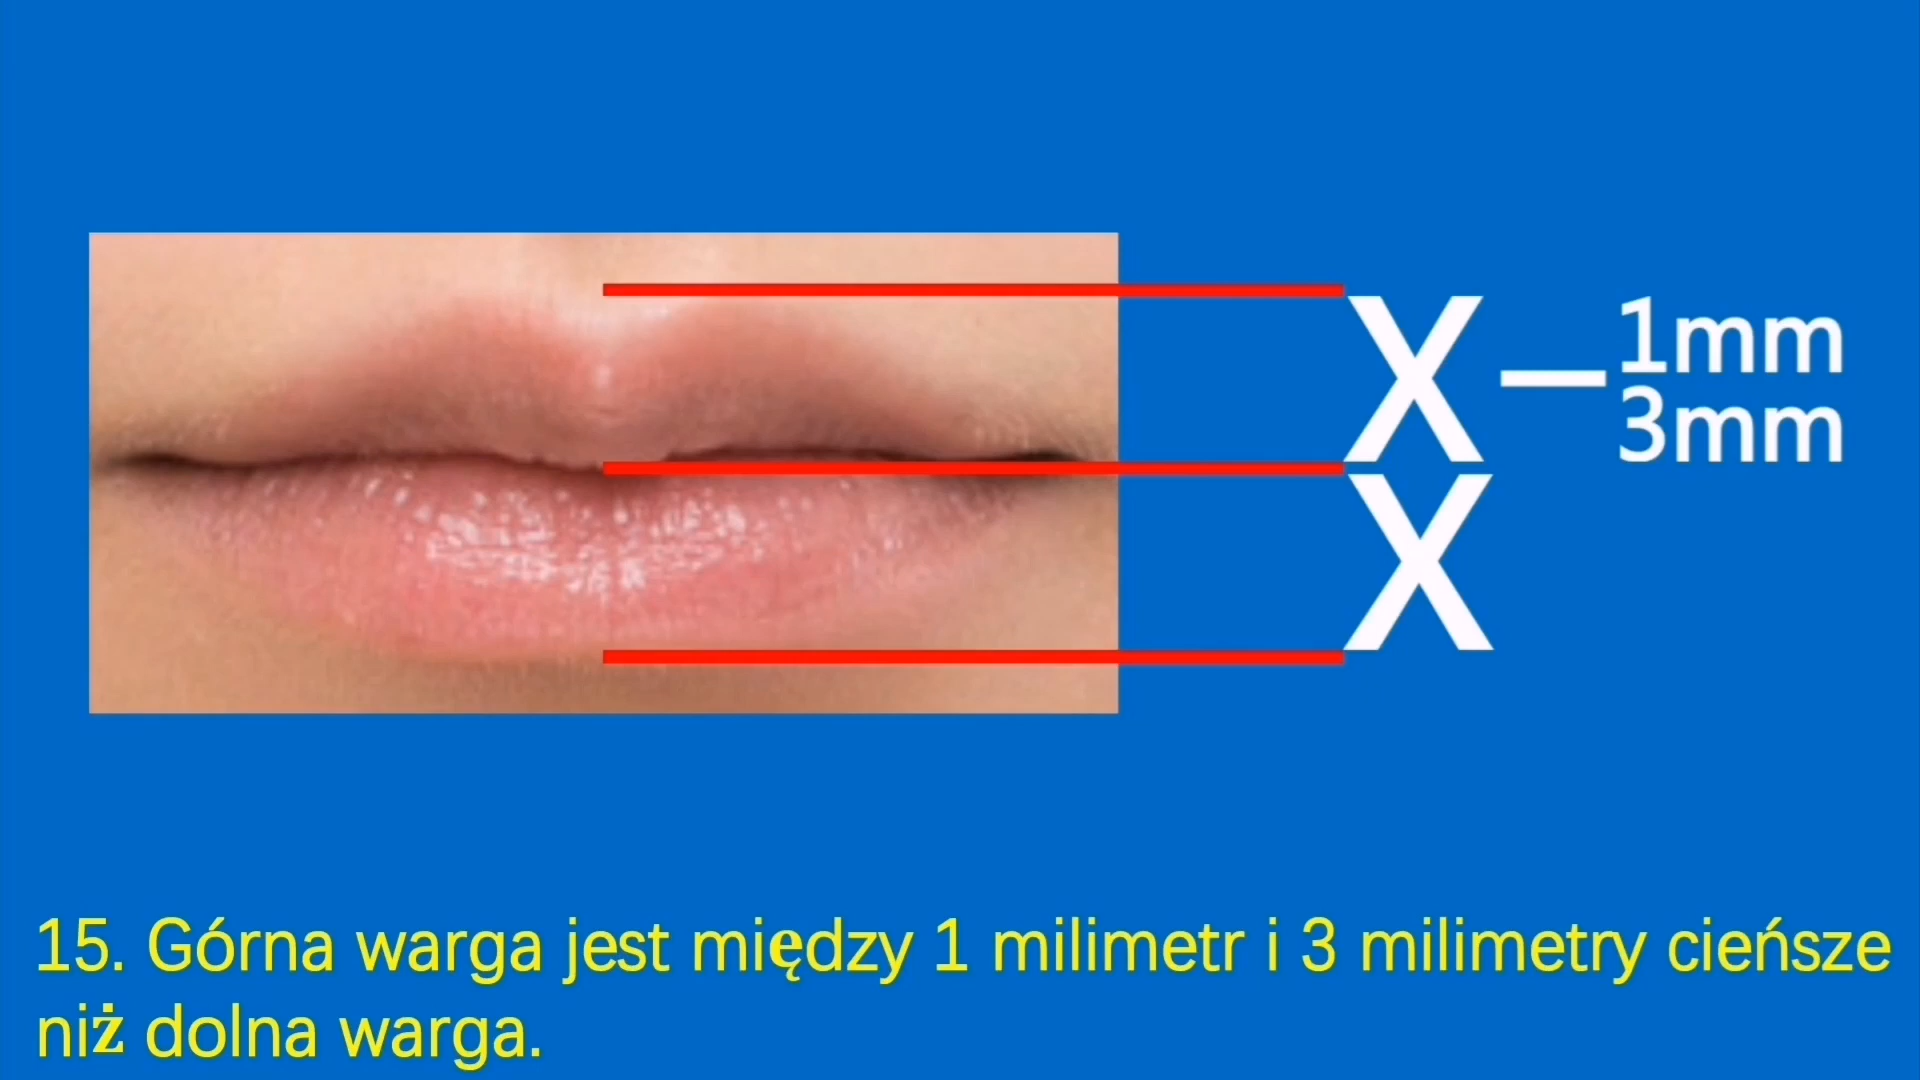 X
1mm
3mm
X
15. Górna warga jest między 1 milimetr i 3 milimetry cieńsze
niż dolna warga.